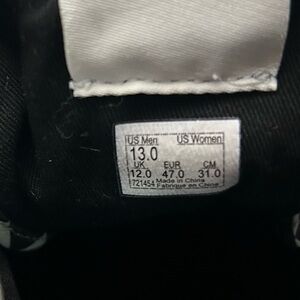 US Men US Women
13.0
UK EUR CM
12.0 47.0 31.0
721454 Made in China
Fabriqué en China